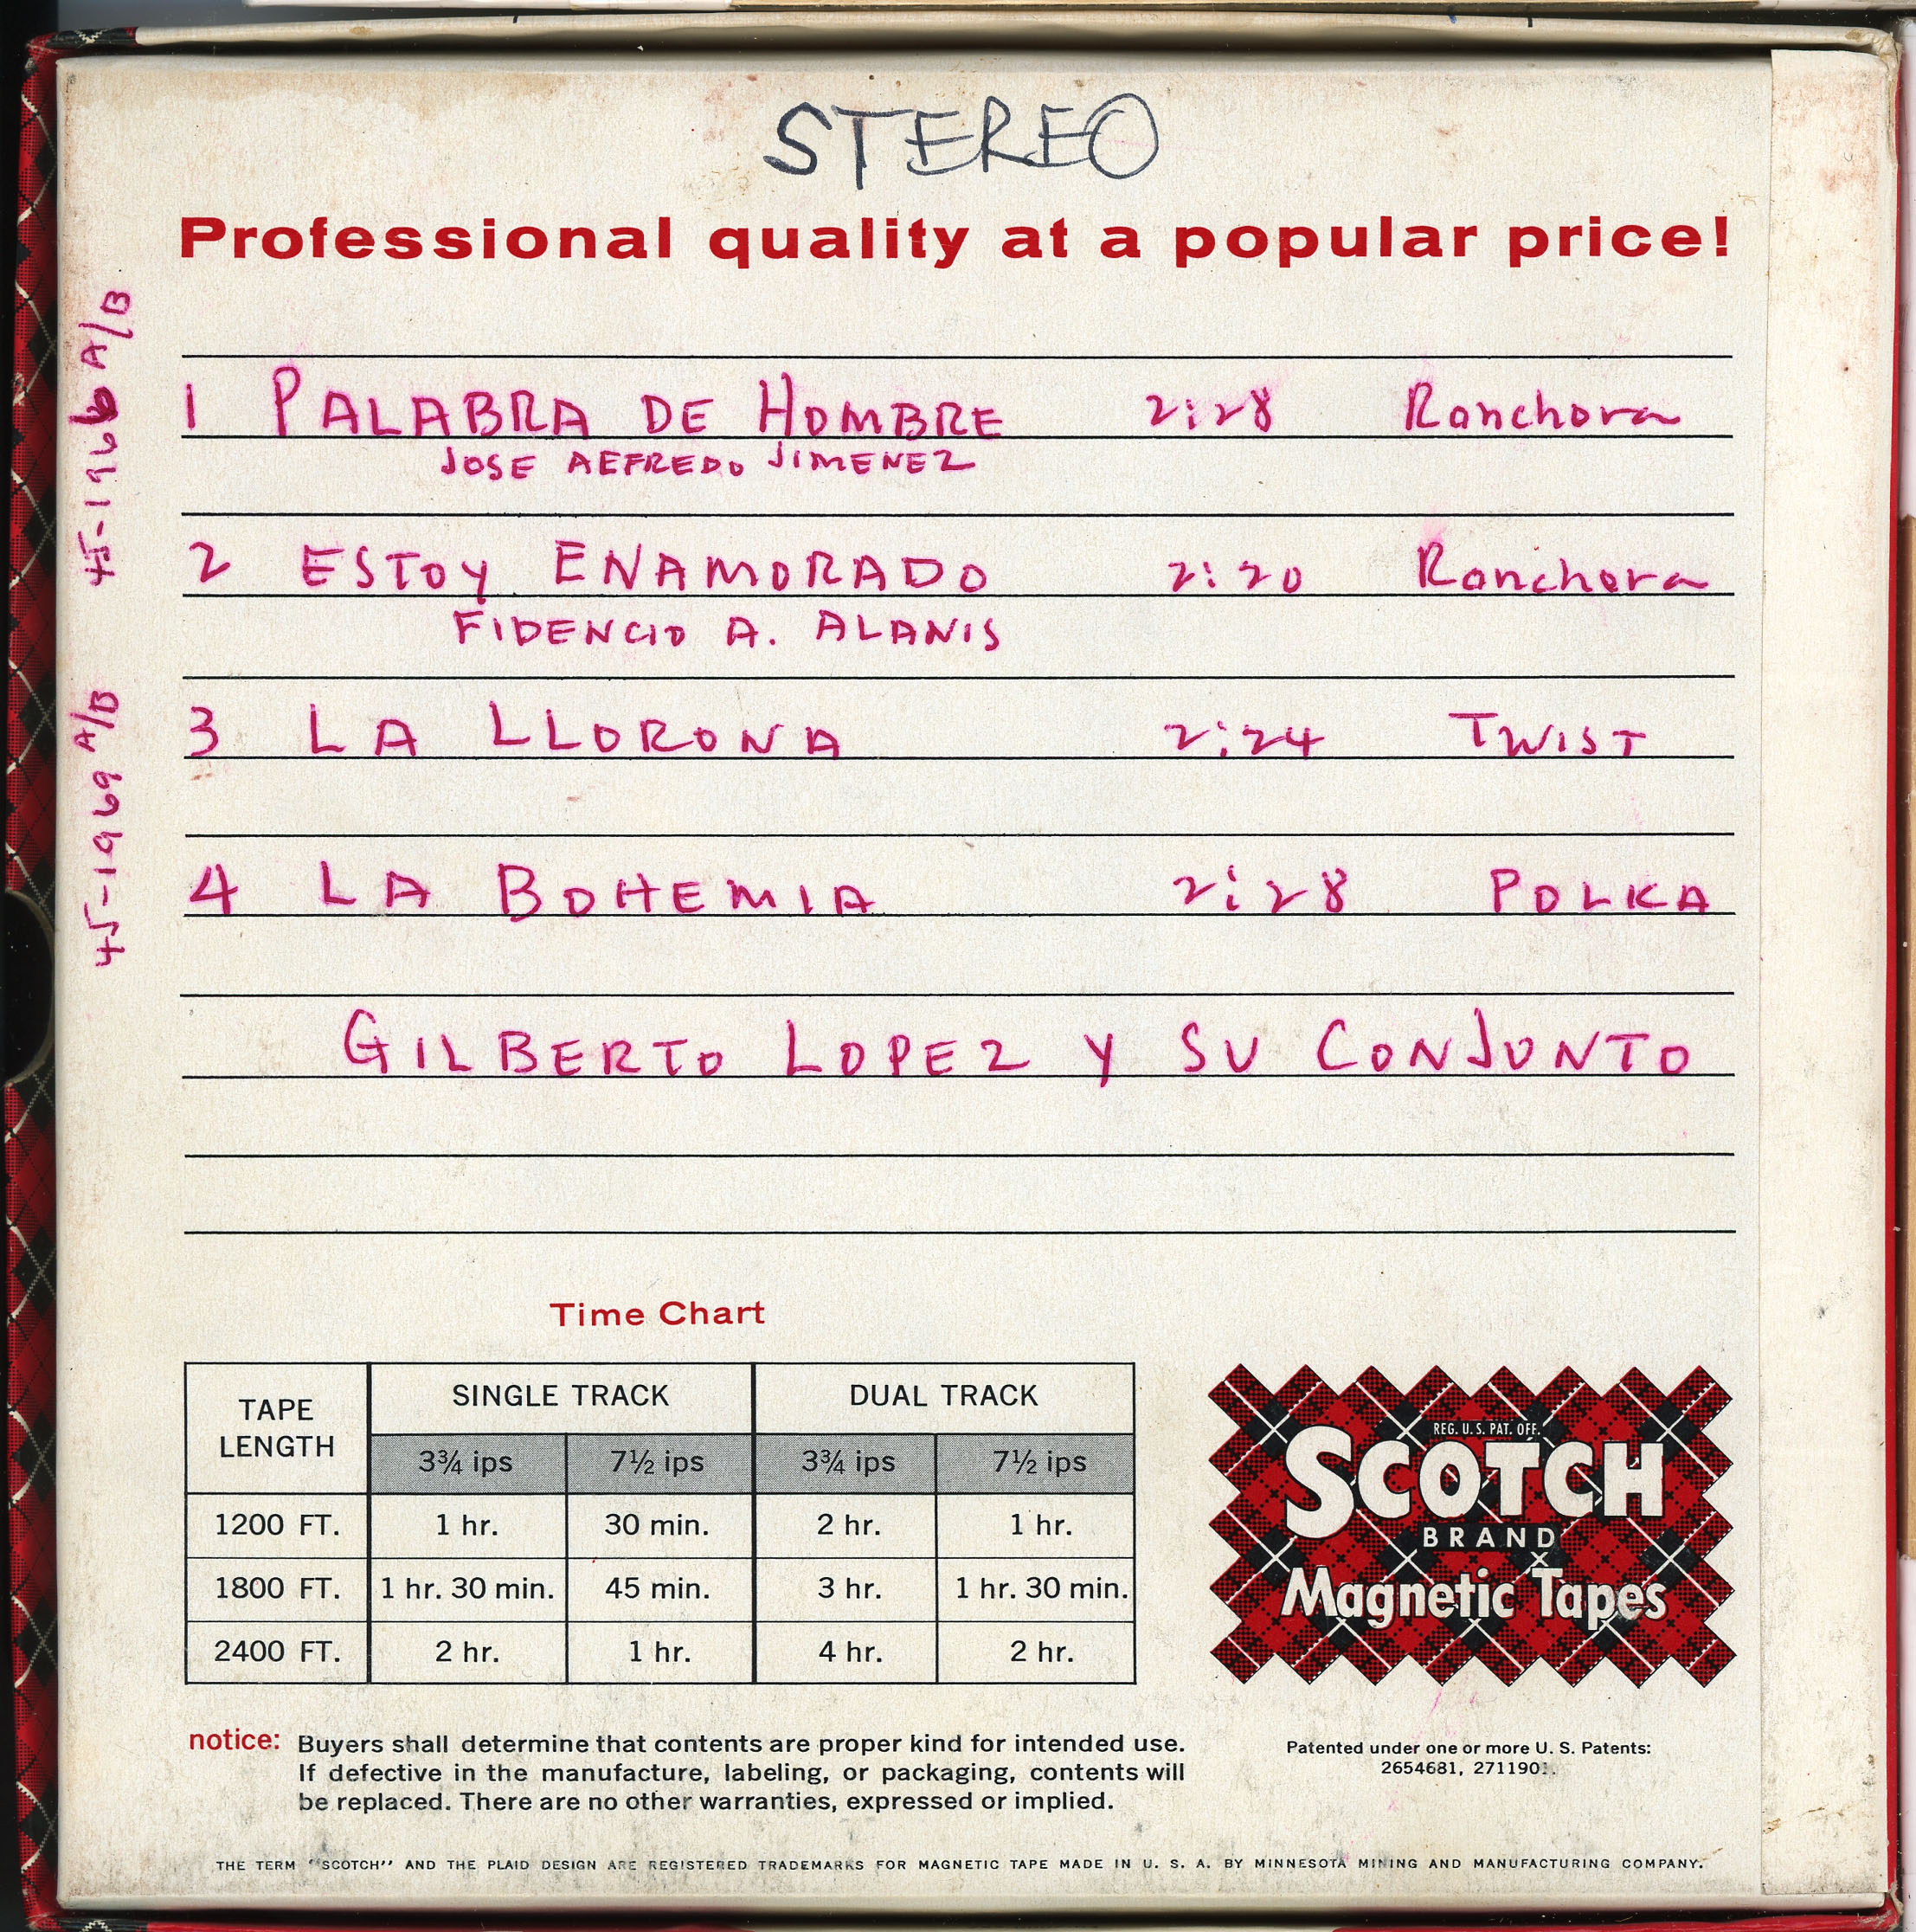 STEREO
Professional quality at a popular price!
45-1966 A/B
1 PALABRA DE HOMBRE 2:28 Ranchera
JOSE AEFREDO JIMENEZ
2 ESTOY ENAMORADO 2:20 Ranchera
FIDENCIO A. ALANIS
45-1969 A/B
3 LA LLORONA 2:24 TWIST
4 LA BOHEMIA 2:28 POLKA
GILBERTO LOPEZ Y SU CONJUNTO
Time Chart
TAPE LENGTH SINGLE TRACK DUAL TRACK
3¾ ips 7½ ips 3¾ ips 7½ ips
1200 FT. 1 hr. 30 min. 2 hr. 1 hr.
1800 FT. 1 hr. 30 min. 45 min. 3 hr. 1 hr. 30 min.
2400 FT. 2 hr. 1 hr. 4 hr. 2 hr.
REG. U. S. PAT. OFF.
SCOTCH
BRAND
Magnetic Tapes
notice: Buyers shall determine that contents are proper kind for intended use.
If defective in the manufacture, labeling, or packaging, contents will
be replaced. There are no other warranties, expressed or implied.
Patented under one or more U. S. Patents:
2654681, 2711901.
THE TERM "SCOTCH" AND THE PLAID DESIGN ARE REGISTERED TRADEMARKS FOR MAGNETIC TAPE MADE IN U. S. A. BY MINNESOTA MINING AND MANUFACTURING COMPANY.